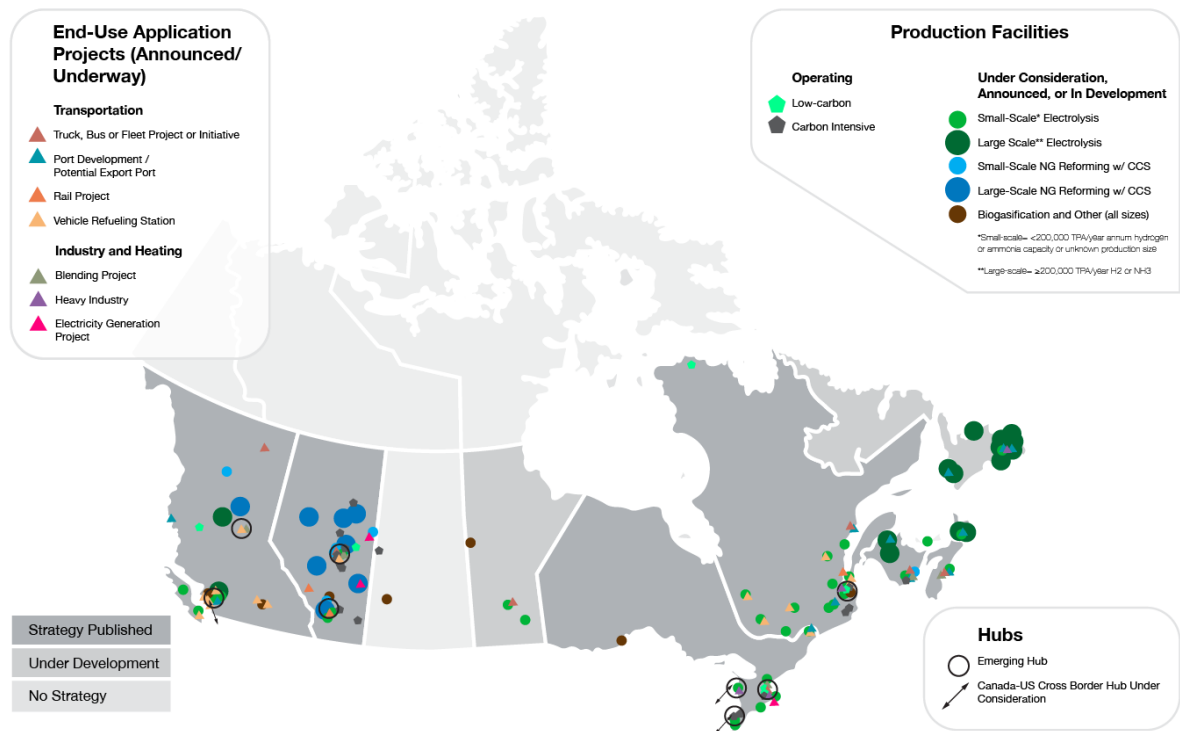 End-Use Application
Projects (Announced/
Underway)
Transportation
Truck, Bus or Fleet Project or Initiative
Port Development /
Potential Export Port
Rail Project
Vehicle Refueling Station
Industry and Heating
Blending Project
Heavy Industry
Electricity Generation
Project
Production Facilities
Operating
Low-carbon
Carbon Intensive
Under Consideration,
Announced, or In Development
Small-Scale* Electrolysis
Large Scale** Electrolysis
Small-Scale NG Reforming w/ CCS
Large-Scale NG Reforming w/ CCS
Biogasification and Other (all sizes)
*Small-scale= <200,000 TPA/year annum hydrogen
or ammonia capacity or unknown production size
**Large-scale= ≥200,000 TPA/year H2 or NH3
Strategy Published
Under Development
No Strategy
Hubs
Emerging Hub
Canada-US Cross Border Hub Under
Consideration